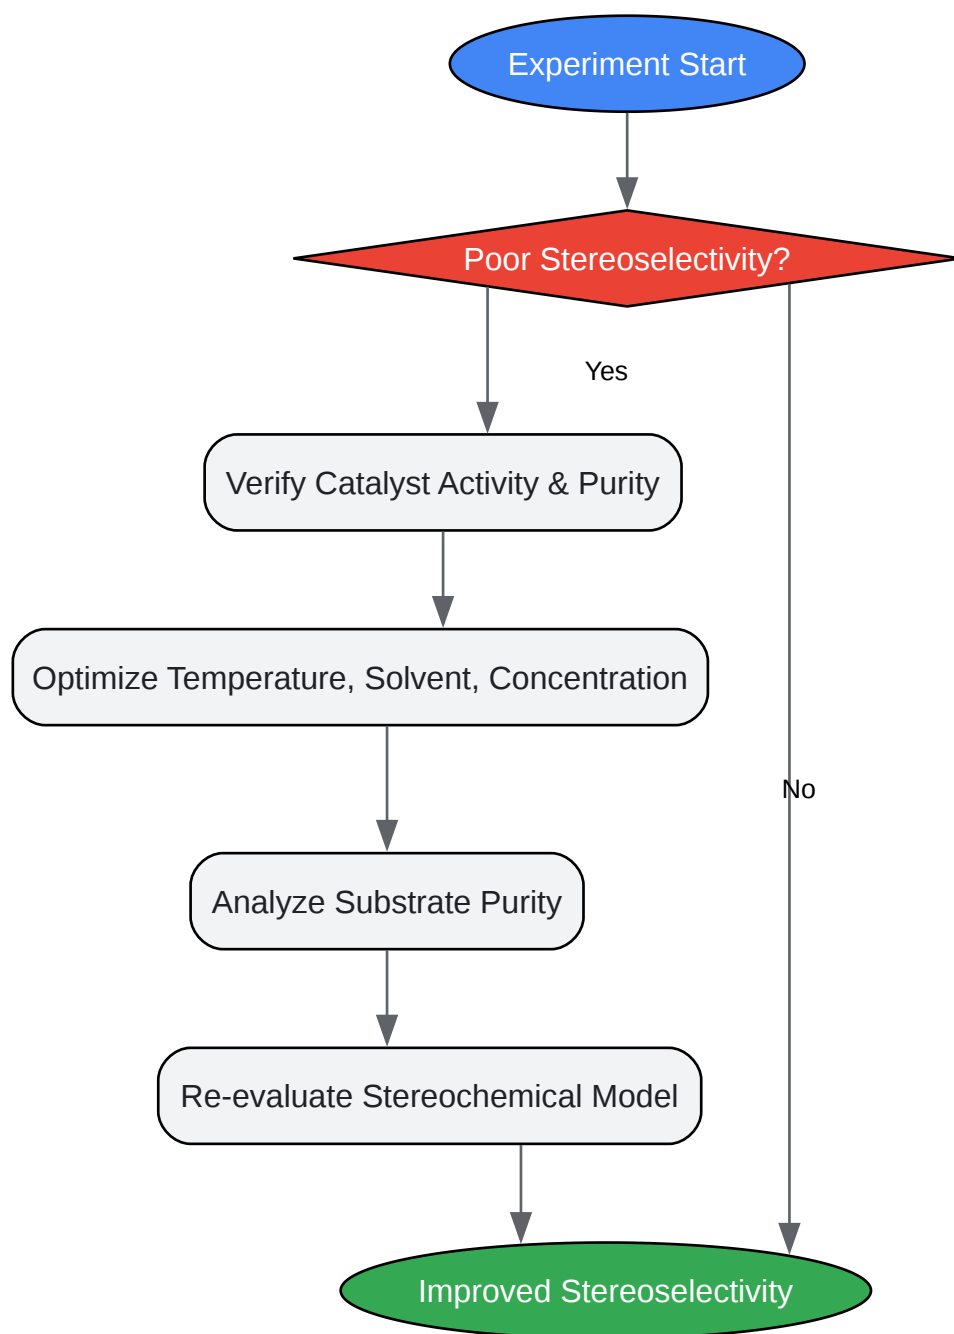 Experiment Start
Poor Stereoselectivity?
Yes
Verify Catalyst Activity & Purity
Optimize Temperature, Solvent, Concentration
No
Analyze Substrate Purity
Re-evaluate Stereochemical Model
Improved Stereoselectivity